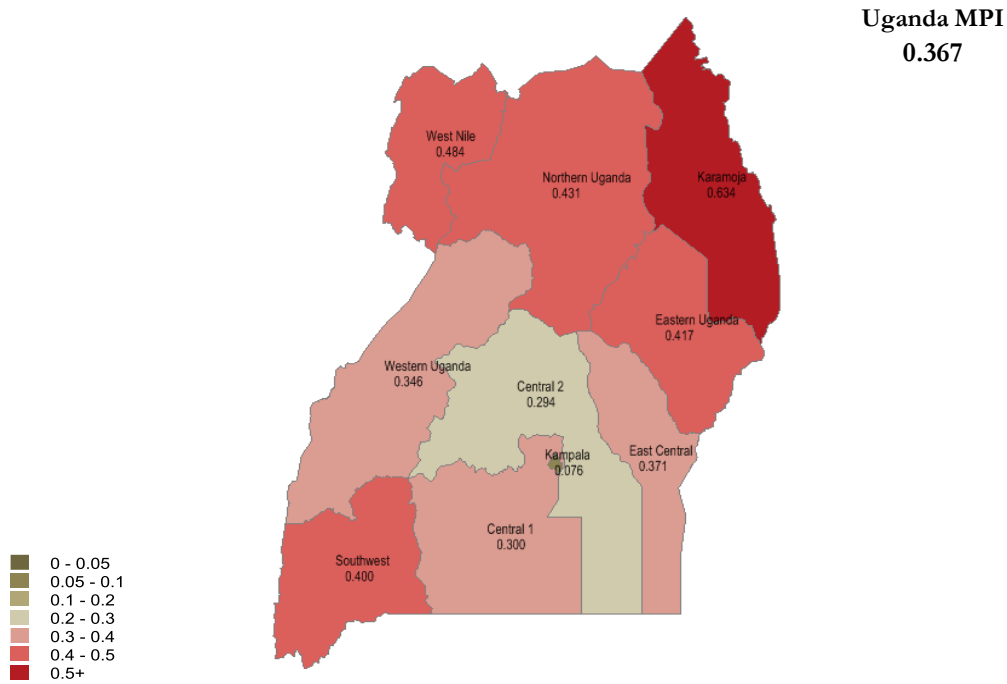 Uganda MPI
0.367
West Nile
0.484
Northern Uganda
0.431
Karamoja
0.634
Eastern Uganda
0.417
Western Uganda
0.346
Central 2
0.294
East Central
0.371
Kampala
0.076
Central 1
0.300
Southwest
0.400
0 - 0.05
0.05 - 0.1
0.1 - 0.2
0.2 - 0.3
0.3 - 0.4
0.4 - 0.5
0.5+